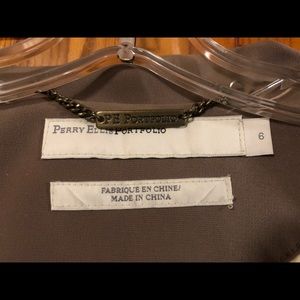 PE PORTFOLIO
PERRY ELLIS PORTFOLIO
6
FABRIQUE EN CHINE/
MADE IN CHINA